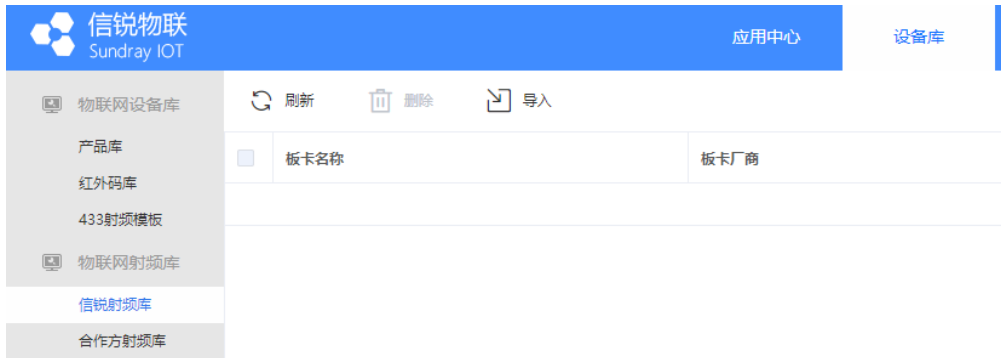 信锐物联
Sundray IOT
应用中心 设备库
物联网设备库
刷新 删除 导入
产品库
板卡名称 板卡厂商
红外码库
433射频模板
物联网射频库
信锐射频库
合作方射频库